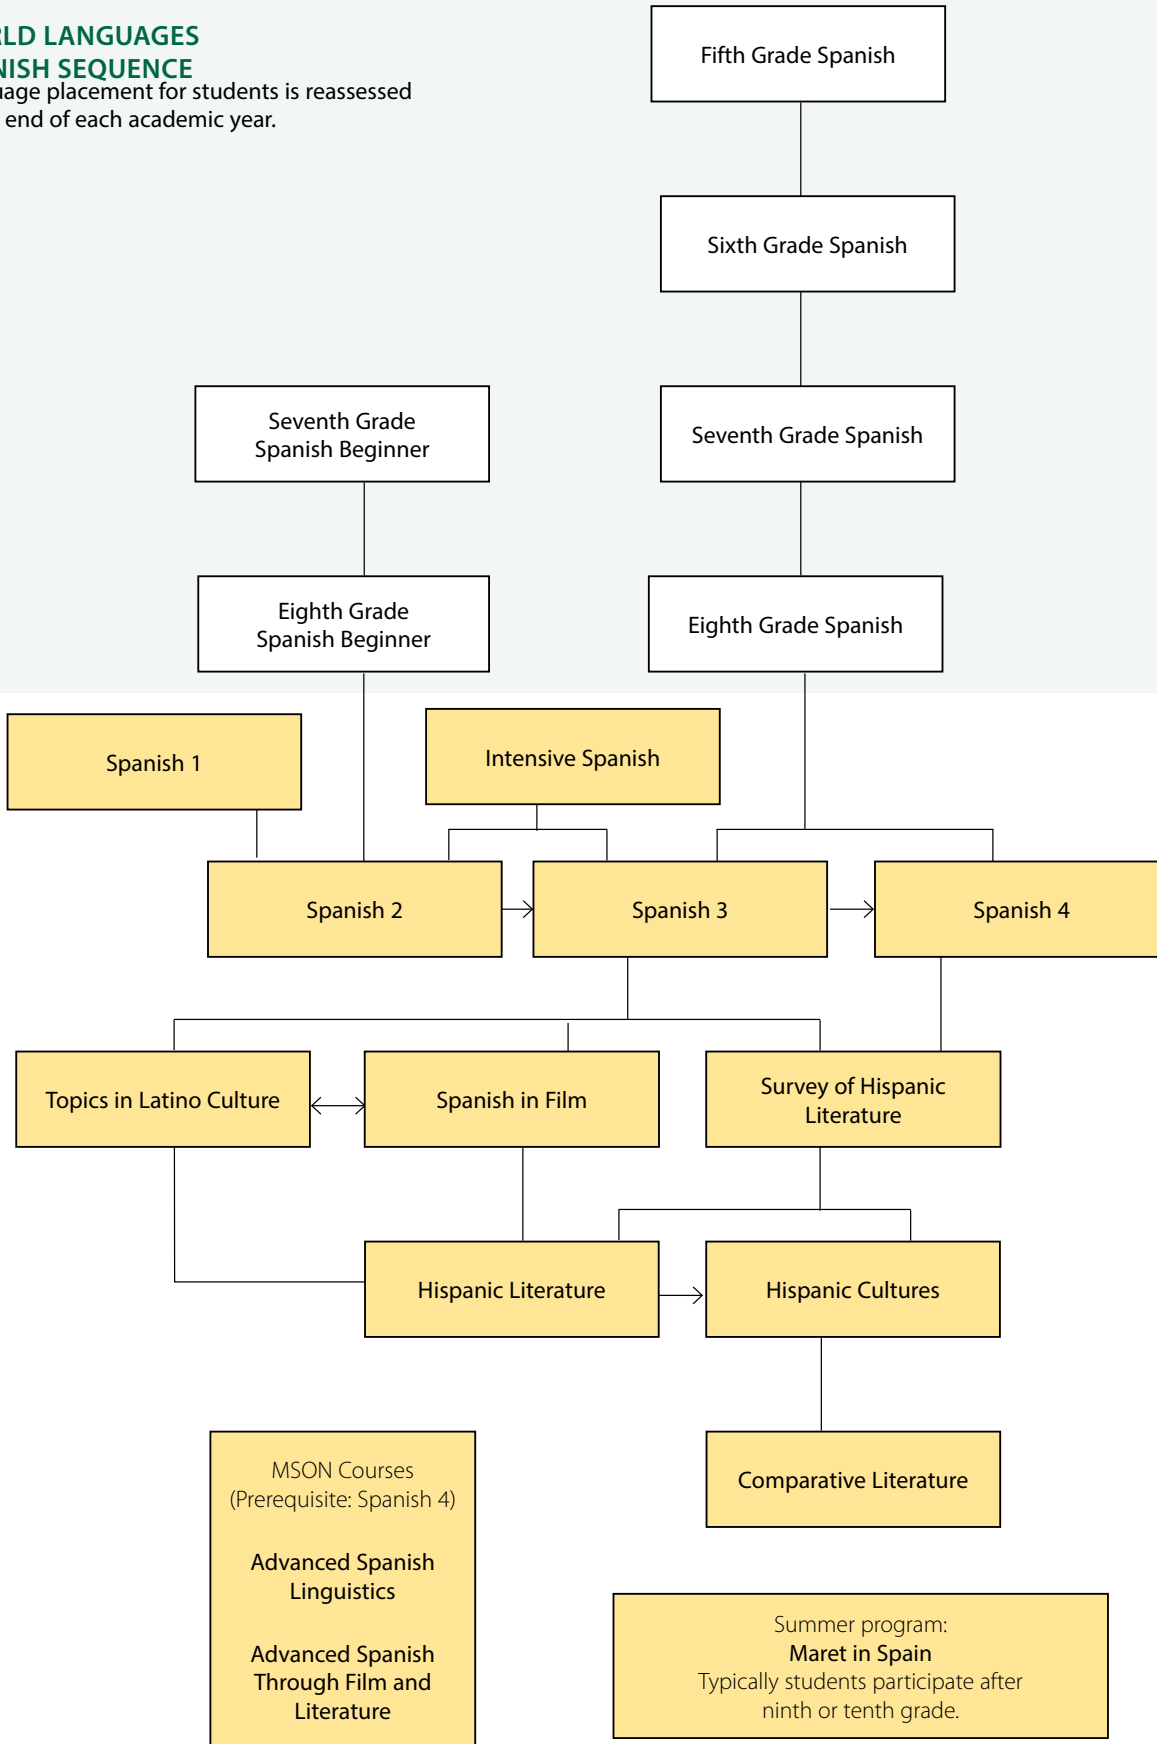 RLD LANGUAGES
NISH SEQUENCE
uage placement for students is reassessed
end of each academic year.
Fifth Grade Spanish
Sixth Grade Spanish
Seventh Grade
Spanish Beginner
Seventh Grade Spanish
Eighth Grade
Spanish Beginner
Eighth Grade Spanish
Spanish 1
Intensive Spanish
Spanish 2
Spanish 3
Spanish 4
Topics in Latino Culture
Spanish in Film
Survey of Hispanic
Literature
Hispanic Literature
Hispanic Cultures
MSON Courses
(Prerequisite: Spanish 4)
Advanced Spanish
Linguistics
Advanced Spanish
Through Film and
Literature
Comparative Literature
Summer program:
Maret in Spain
Typically students participate after
ninth or tenth grade.